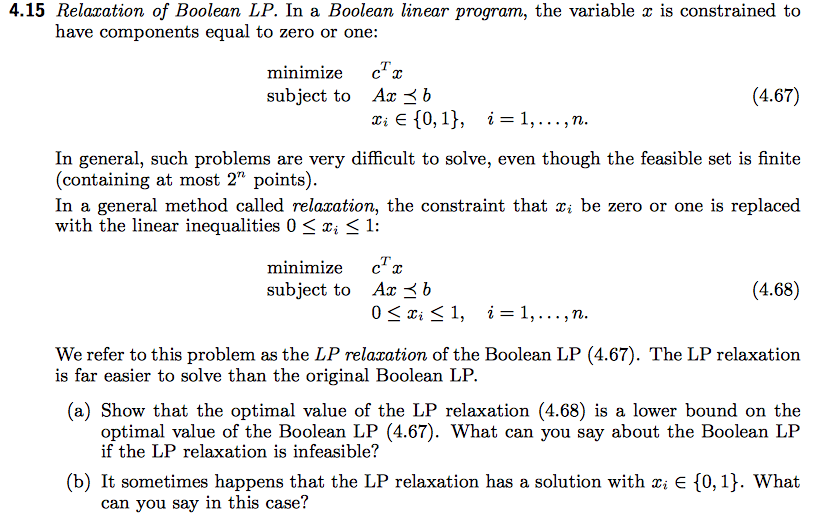 4.15 Relaxation of Boolean LP. In a Boolean linear program, the variable x is constrained to
have components equal to zero or one:
minimize cᵀx
subject to Ax ⪯ b (4.67)
xᵢ ∈ {0, 1}, i = 1, . . . , n.
In general, such problems are very difficult to solve, even though the feasible set is finite
(containing at most 2ⁿ points).
In a general method called relaxation, the constraint that xᵢ be zero or one is replaced
with the linear inequalities 0 ≤ xᵢ ≤ 1:
minimize cᵀx
subject to Ax ⪯ b (4.68)
0 ≤ xᵢ ≤ 1, i = 1, . . . , n.
We refer to this problem as the LP relaxation of the Boolean LP (4.67). The LP relaxation
is far easier to solve than the original Boolean LP.
(a) Show that the optimal value of the LP relaxation (4.68) is a lower bound on the
optimal value of the Boolean LP (4.67). What can you say about the Boolean LP
if the LP relaxation is infeasible?
(b) It sometimes happens that the LP relaxation has a solution with xᵢ ∈ {0, 1}. What
can you say in this case?